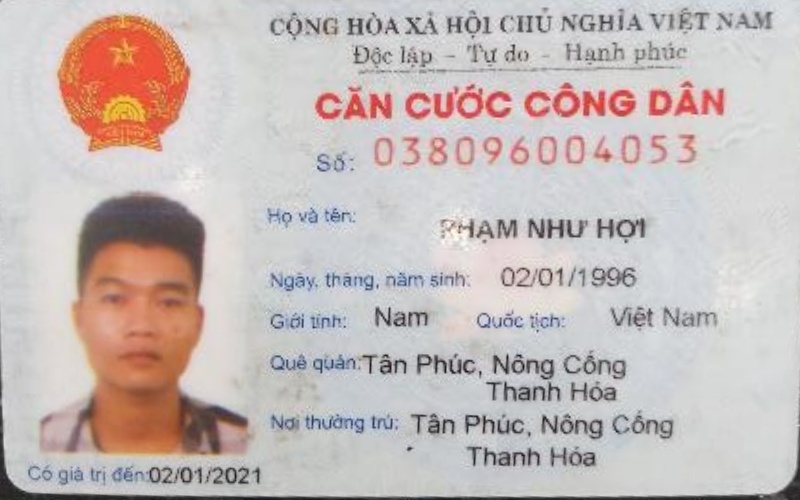 CỘNG HÒA XÃ HỘI CHỦ NGHĨA VIỆT NAM
Độc lập - Tự do - Hạnh phúc
CĂN CƯỚC CÔNG DÂN
Số: 038096004053
Họ và tên: PHẠM NHƯ HỢI
Ngày, tháng, năm sinh: 02/01/1996
Giới tính: Nam Quốc tịch: Việt Nam
Quê quán: Tân Phúc, Nông Cống
Thanh Hóa
Nơi thường trú: Tân Phúc, Nông Cống
Thanh Hóa
Có giá trị đến: 02/01/2021